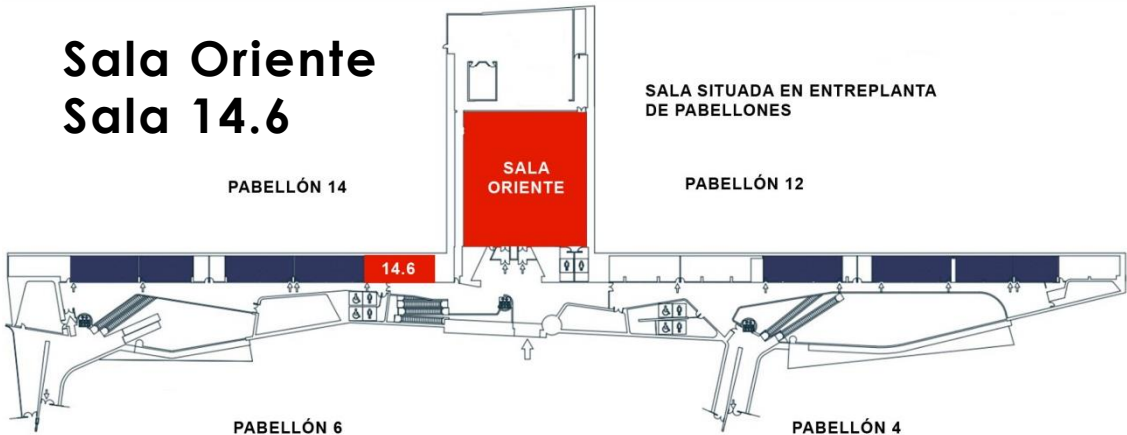 Sala Oriente
Sala 14.6
SALA SITUADA EN ENTREPLANTA
DE PABELLONES
SALA
ORIENTE
PABELLÓN 14
PABELLÓN 12
14.6
PABELLÓN 6
PABELLÓN 4